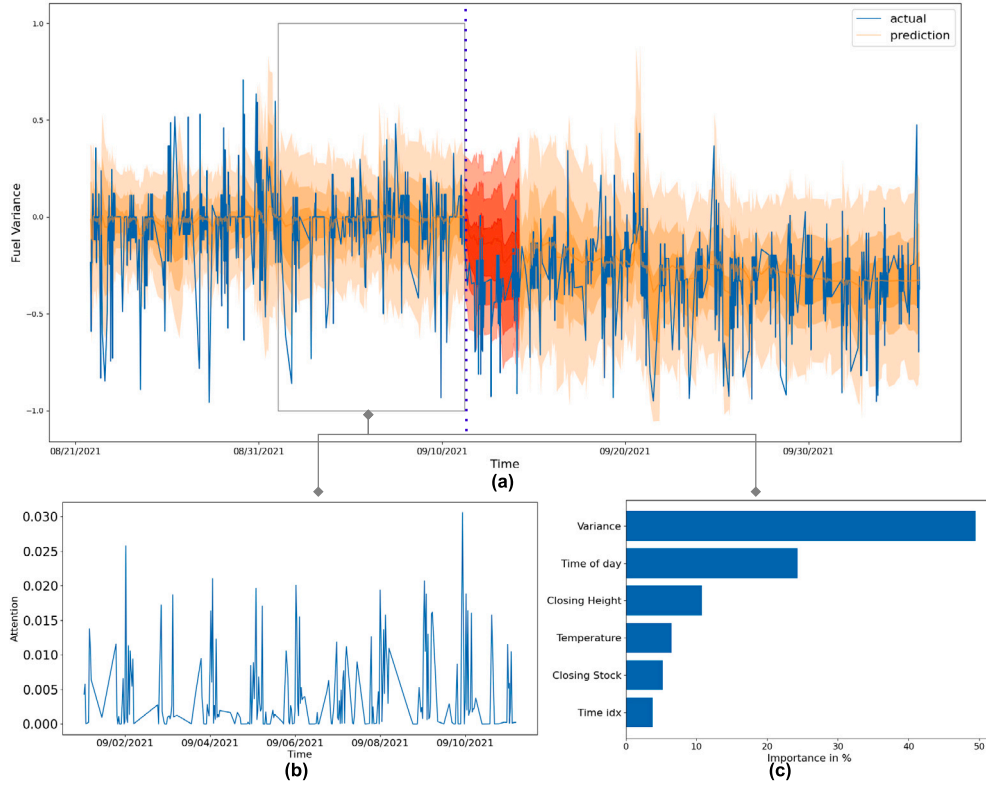 actual
prediction
1.0
0.5
0.0
−0.5
−1.0
Fuel Variance
08/21/2021 08/31/2021 09/10/2021 09/20/2021 09/30/2021
Time
(a)
0.030
0.025
0.020
0.015
0.010
0.005
0.000
Attention
09/02/2021 09/04/2021 09/06/2021 09/08/2021 09/10/2021
Time
(b)
Variance
Time of day
Closing Height
Temperature
Closing Stock
Time idx
0 10 20 30 40 50
Importance in %
(c)